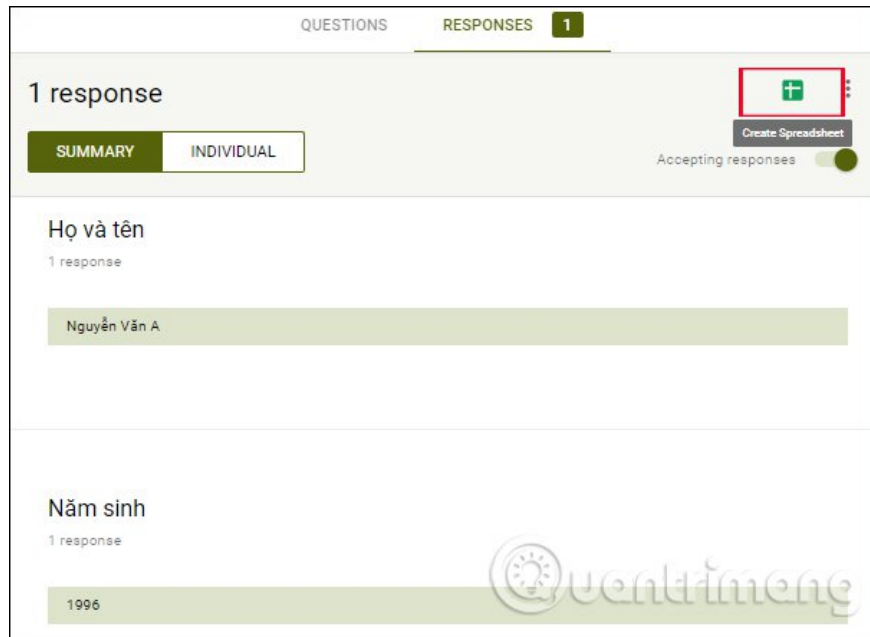 QUESTIONS RESPONSES 1
1 response
Create Spreadsheet
SUMMARY INDIVIDUAL
Accepting responses
Họ và tên
1 response
Nguyễn Văn A
Năm sinh
1 response
1996
Quantrimang